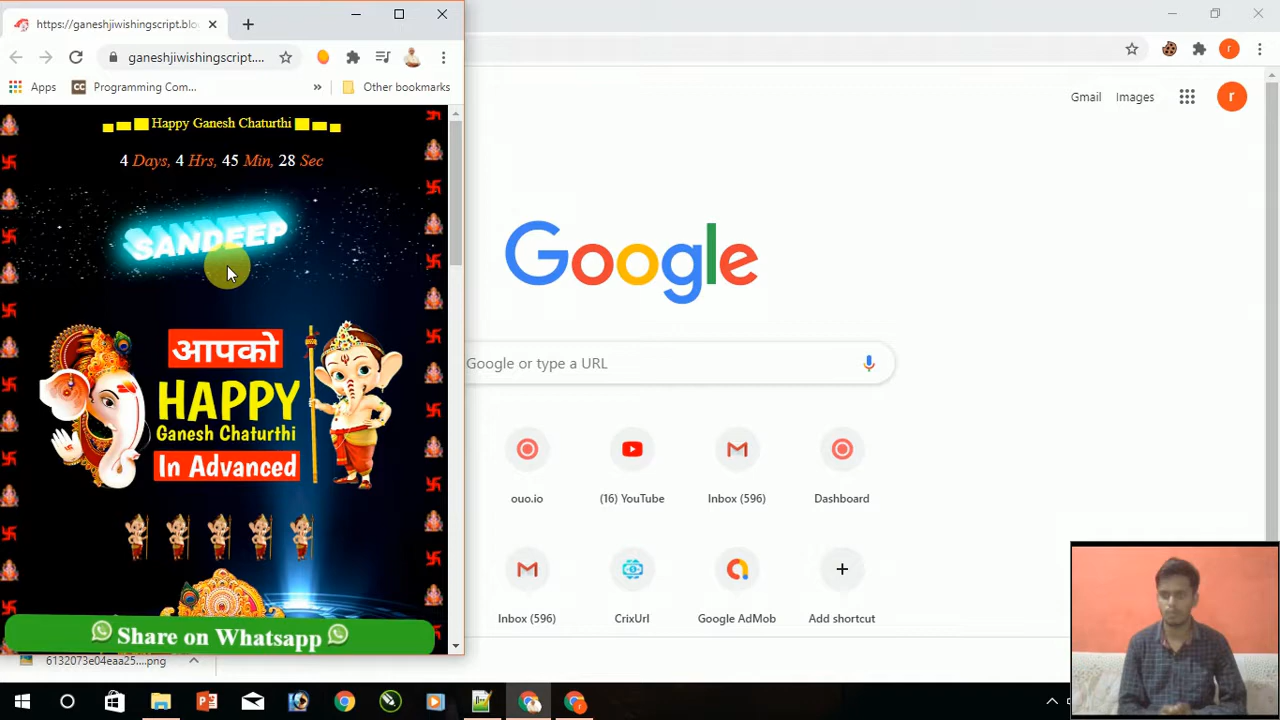 https://ganeshjiwishingscript.blo
ganeshjiwishingscript....
Apps
CC Programming Com...
»
Other bookmarks
Happy Ganesh Chaturthi
4 Days, 4 Hrs, 45 Min, 28 Sec
SANDEEP
आपको
HAPPY
Ganesh Chaturthi
In Advanced
Share on Whatsapp
6132073e04eaa25....png
r
Gmail
Images
r
Google
Google or type a URL
ouo.io
(16) YouTube
Inbox (596)
Dashboard
Inbox (596)
CrixUrl
Google AdMob
Add shortcut